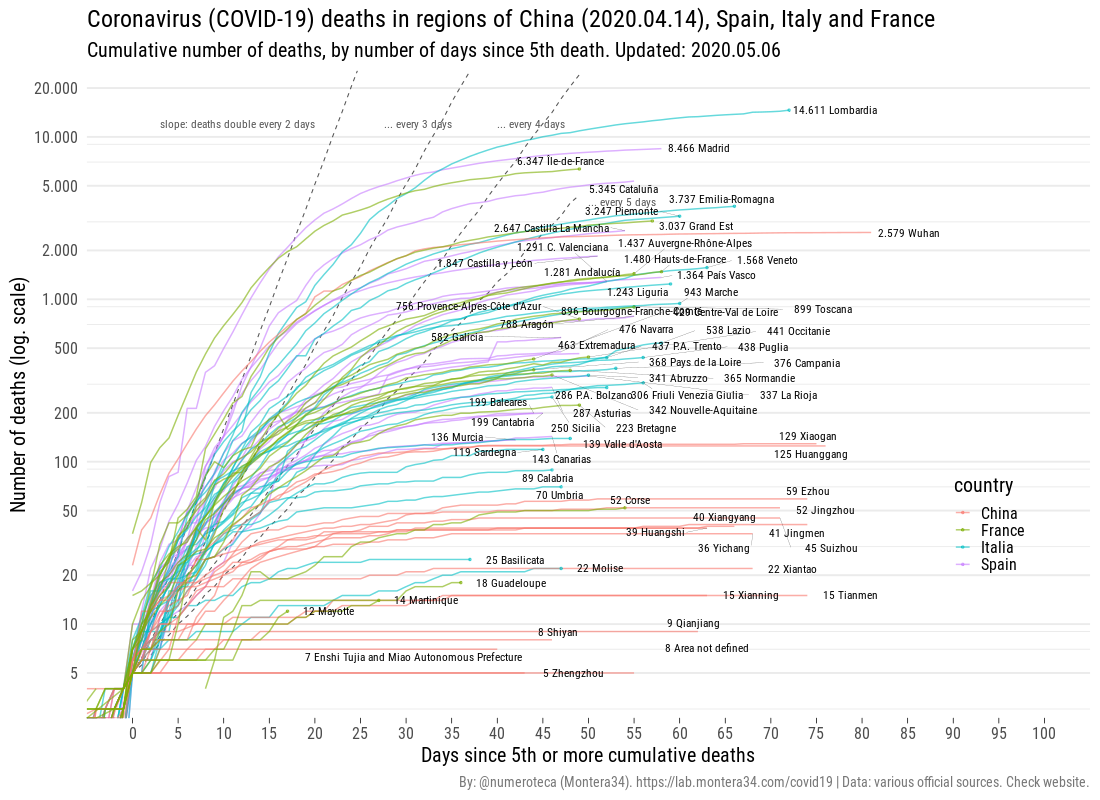 Coronavirus (COVID-19) deaths in regions of China (2020.04.14), Spain, Italy and France
Cumulative number of deaths, by number of days since 5th death. Updated: 2020.05.06
Number of deaths (log. scale)
20.000
10.000
5.000
2.000
1.000
500
200
100
50
20
10
5
slope: deaths double every 2 days
... every 3 days
... every 4 days
... every 5 days
14.611 Lombardia
8.466 Madrid
6.347 Île-de-France
5.345 Cataluña
3.737 Emilia-Romagna
3.247 Piemonte
3.037 Grand Est
2.647 Castilla-La Mancha
2.579 Wuhan
1.437 Auvergne-Rhône-Alpes
1.291 C. Valenciana
1.480 Hauts-de-France
1.568 Veneto
1.847 Castilla y León
1.281 Andalucía
1.364 País Vasco
1.243 Liguria
943 Marche
756 Provence-Alpes-Côte d'Azur
896 Bourgogne-Franche-Comté
429 Centre-Val de Loire
899 Toscana
788 Aragón
476 Navarra
538 Lazio
441 Occitanie
582 Galicia
463 Extremadura
437 P.A. Trento
438 Puglia
368 Pays de la Loire
376 Campania
341 Abruzzo
365 Normandie
286 P.A. Bolzano
306 Friuli Venezia Giulia
337 La Rioja
199 Baleares
287 Asturias
342 Nouvelle-Aquitaine
199 Cantabria
250 Sicilia
223 Bretagne
136 Murcia
139 Valle d'Aosta
129 Xiaogan
119 Sardegna
143 Canarias
125 Huanggang
89 Calabria
70 Umbria
59 Ezhou
52 Corse
52 Jingzhou
40 Xiangyang
39 Huangshi
41 Jingmen
36 Yichang
45 Suizhou
25 Basilicata
22 Molise
22 Xiantao
18 Guadeloupe
15 Xianning
15 Tianmen
14 Martinique
12 Mayotte
9 Qianjiang
8 Shiyan
8 Area not defined
7 Enshi Tujia and Miao Autonomous Prefecture
5 Zhengzhou
country
China
France
Italia
Spain
0 5 10 15 20 25 30 35 40 45 50 55 60 65 70 75 80 85 90 95 100
Days since 5th or more cumulative deaths
By: @numeroteca (Montera34). https://lab.montera34.com/covid19 | Data: various official sources. Check website.